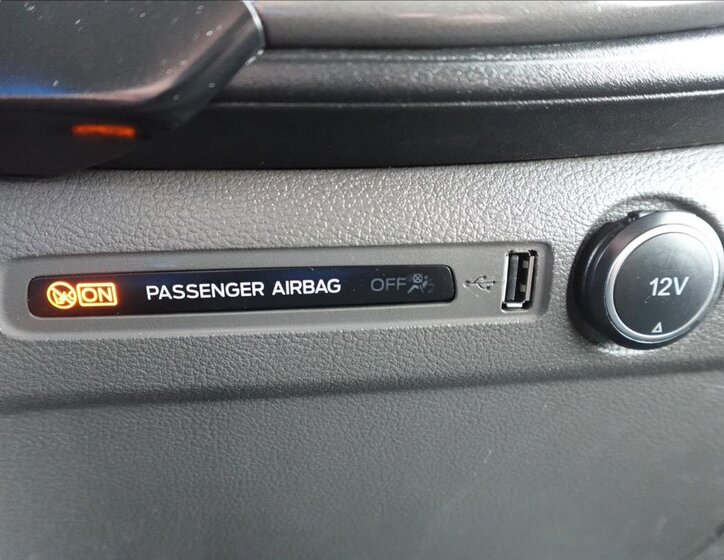 ON PASSENGER AIRBAG OFF
12V